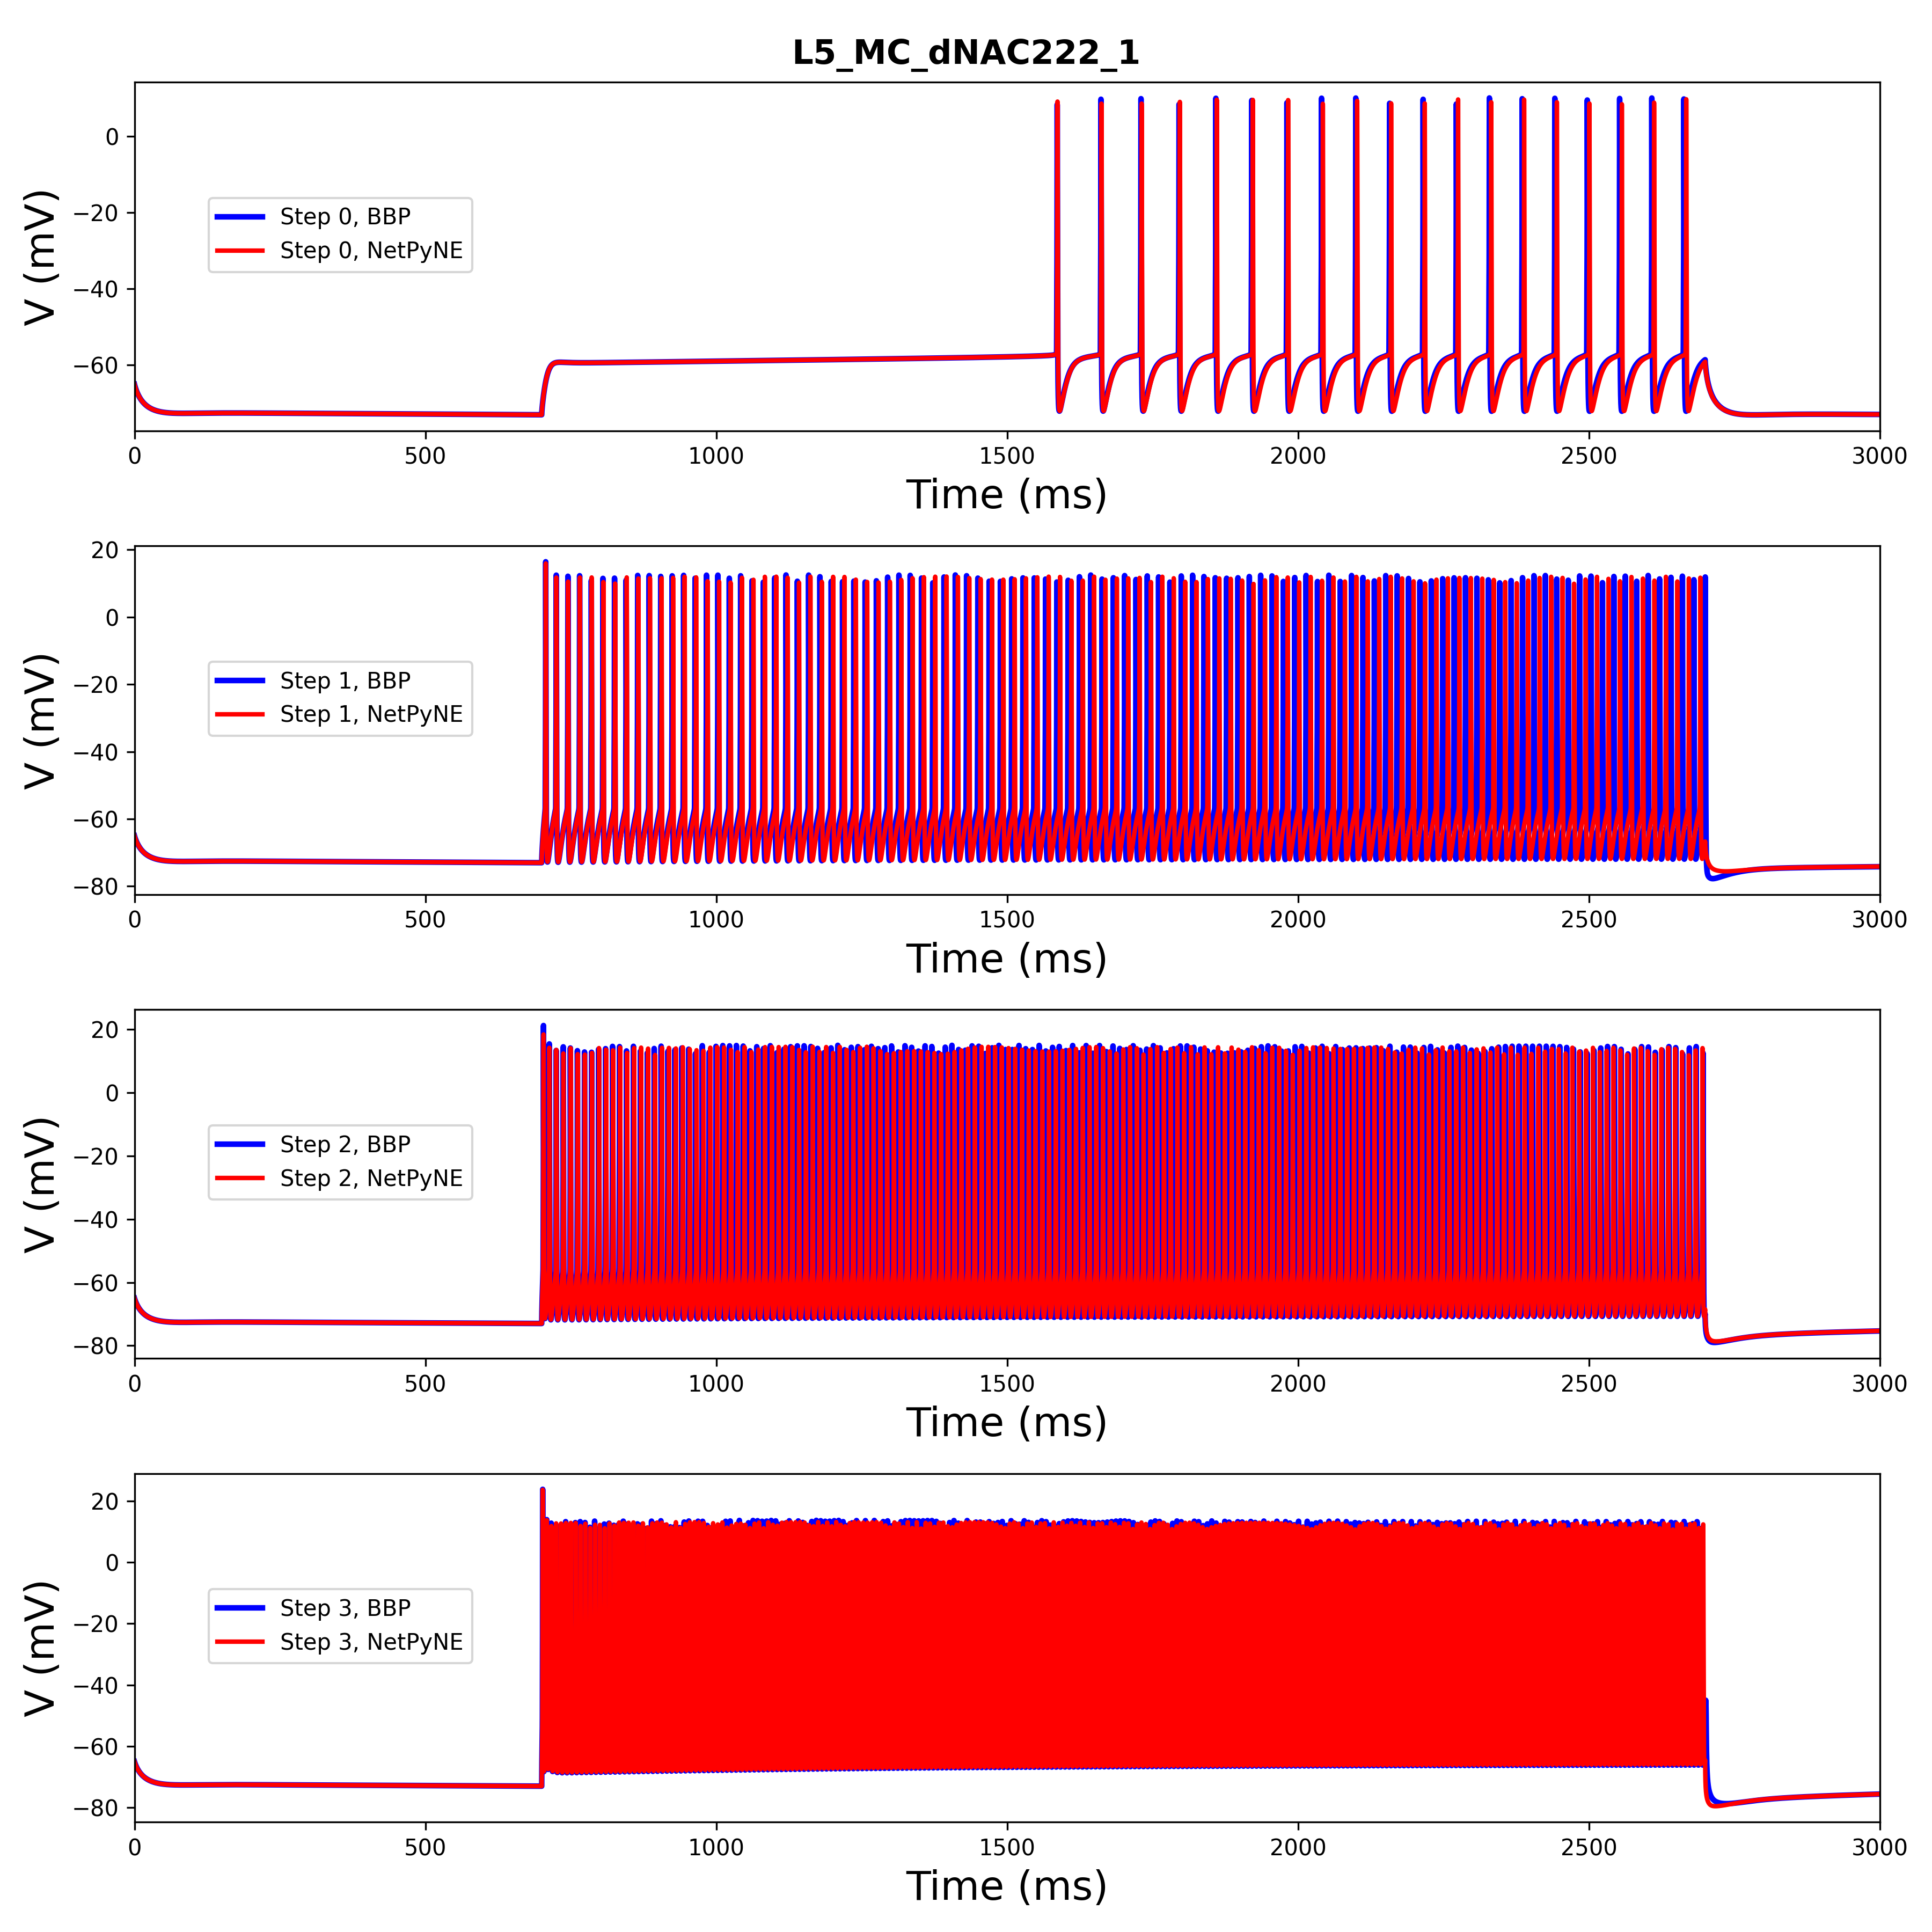 L5_MC_dNAC222_1
0
−20
−40
−60
V (mV)
Step 0, BBP
Step 0, NetPyNE
0 500 1000 1500 2000 2500 3000
Time (ms)
20
0
−20
−40
−60
−80
V (mV)
Step 1, BBP
Step 1, NetPyNE
0 500 1000 1500 2000 2500 3000
Time (ms)
20
0
−20
−40
−60
−80
V (mV)
Step 2, BBP
Step 2, NetPyNE
0 500 1000 1500 2000 2500 3000
Time (ms)
20
0
−20
−40
−60
−80
V (mV)
Step 3, BBP
Step 3, NetPyNE
0 500 1000 1500 2000 2500 3000
Time (ms)